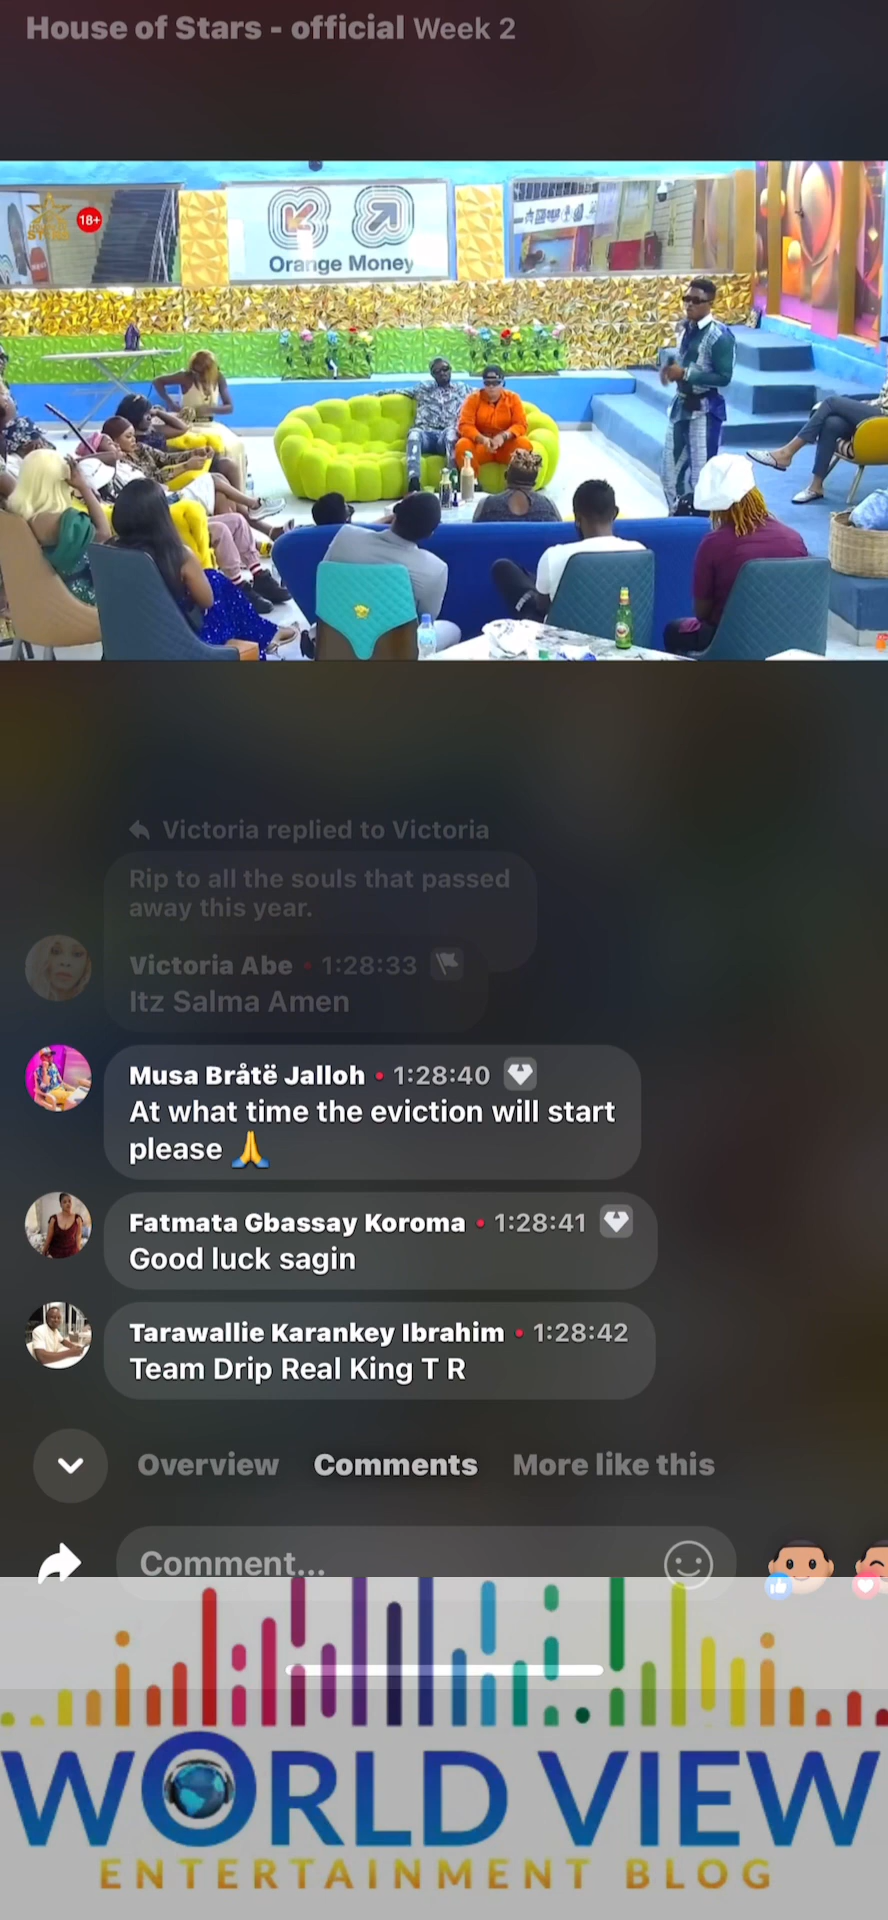 House of Stars - official Week 2
18+
Orange Money
Victoria replied to Victoria
Rip to all the souls that passed
away this year.
Victoria Abe • 1:28:33
Itz Salma Amen
Musa Bråtë Jalloh • 1:28:40
At what time the eviction will start
please 🙏
Fatmata Gbassay Koroma • 1:28:41
Good luck sagin
Tarawallie Karankey Ibrahim • 1:28:42
Team Drip Real King T R
Overview Comments More like this
Comment...
WORLD VIEW
ENTERTAINMENT BLOG